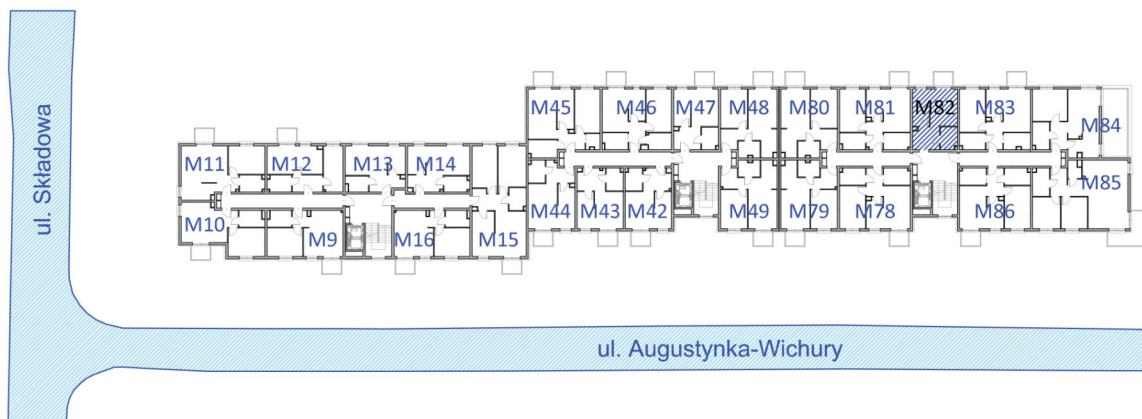 M45 M46 M47 M48 M80 M81 M82 M83 M84
M11 M12 M13 M14
M85
M10 M9 M16 M15 M44 M43 M42 M49 M79 M78 M86
ul. Składowa
ul. Augustynka-Wichury